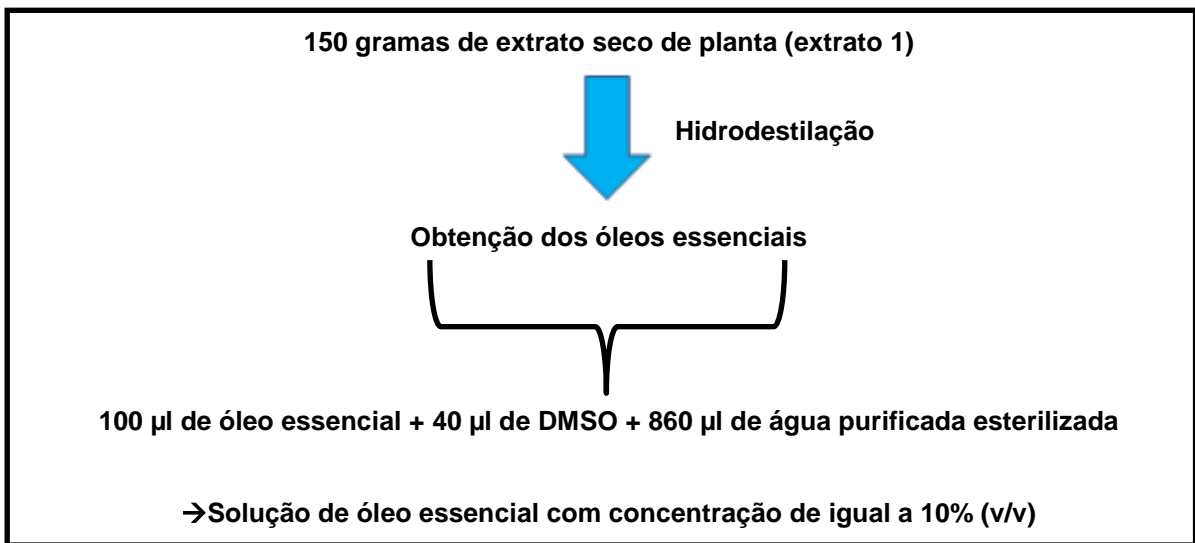 150 gramas de extrato seco de planta (extrato 1)
Hidrodestilação
Obtenção dos óleos essenciais
100 µl de óleo essencial + 40 µl de DMSO + 860 µl de água purificada esterilizada
→Solução de óleo essencial com concentração de igual a 10% (v/v)